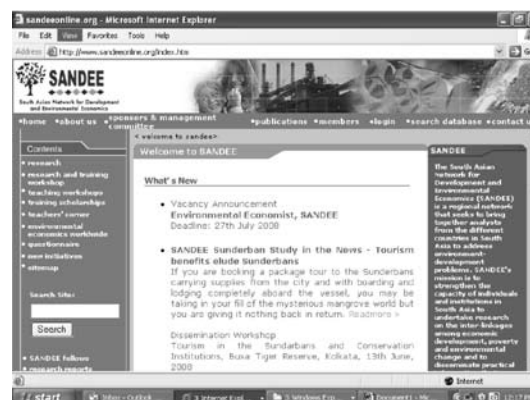 sandeeonline.org - Microsoft Internet Explorer
File Edit View Favorites Tools Help
Address http://www.sandeeonline.org/index.htm
SANDEE
South Asian Network for Development
and Environmental Economics
home about us sponsors & management committee publications members login search database contact u
< welcome to sandee>
Contents
research
research and training workshop
teaching workshops
training scholarships
teachers' corner
environmental economics worldwide
questionnaire
new initiatives
sitemap
Search Site:
Search
SANDEE fellows
research reports
Welcome to SANDEE
What's New
Vacancy Announcement
Environmental Economist, SANDEE
Deadline: 27th July 2008
SANDEE Sunderban Study in the News - Tourism
benefits elude Sunderbans
If you are booking a package tour to the Sunderbans
carrying supplies from the city and with boarding and
lodging completely aboard the vessel, you may be
taking in your fill of the mysterious mangrove world but
you are giving it nothing back in return. Readmore >
Dissemination Workshop
Tourism in the Sundarbans and Conservation
Institutions, Buxa Tiger Reserve, Kolkata, 13th June,
2008
SANDEE
The South Asian
Network for
Development and
Environmental
Economics (SANDEE)
is a regional network
that seeks to bring
together analysts
from the different
countries in South
Asia to address
environment-
development
problems. SANDEE's
mission is to
strengthen the
capacity of individuals
and institutions in
South Asia to
undertake research
on the inter-linkages
among economic
development, poverty
and environmental
change and to
disseminate practical
Internet
start
Inbox - Outlook